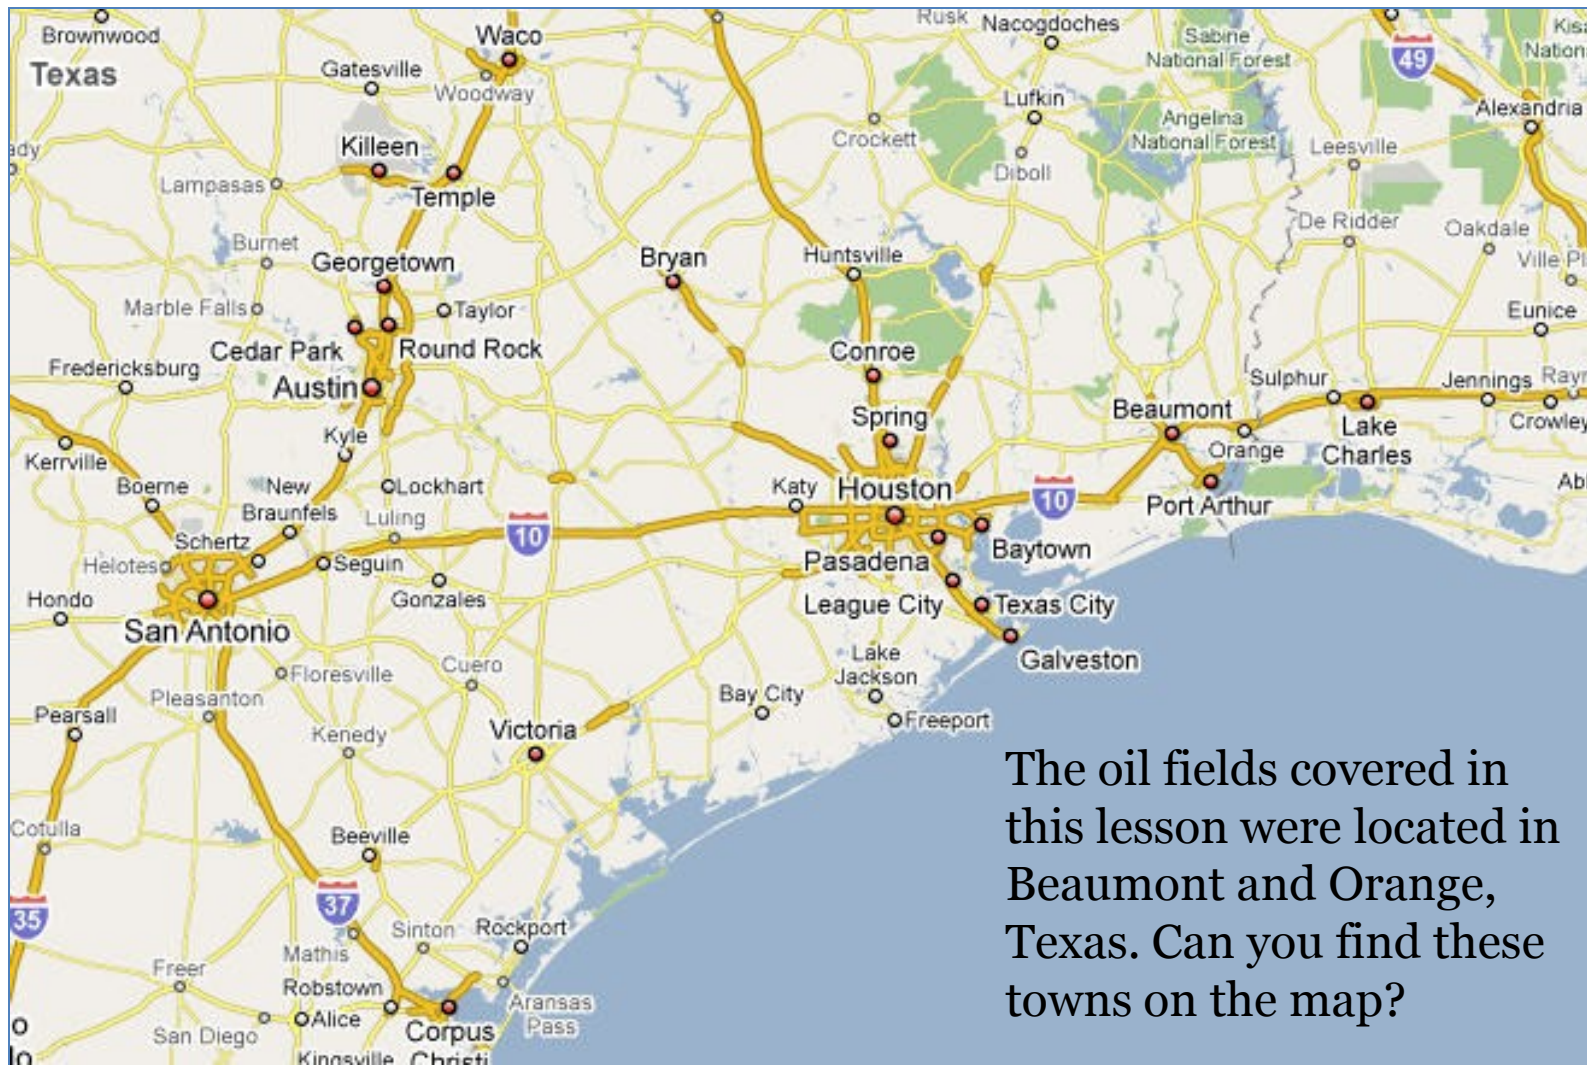 Brownwood
Texas
Gatesville
Waco
Woodway
Rusk
Nacogdoches
Sabine
National Forest
49
Killeen
Temple
Lampasas
Crockett
Lufkin
Diboll
Angelina
National Forest
Leesville
Alexandria
Burnet
Georgetown
Bryan
Huntsville
De Ridder
Oakdale
Marble Falls
Taylor
Cedar Park
Round Rock
Austin
Fredericksburg
Conroe
Eunice
Sulphur
Jennings
Crowley
Spring
Beaumont
Orange
Lake
Charles
Kyle
Kerrville
Boerne
New
Braunfels
Lockhart
Luling
Katy
Houston
10
Port Arthur
Schertz
10
Helotes
Seguin
Pasadena
Baytown
Hondo
Gonzales
League City
Texas City
San Antonio
Galveston
Floresville
Cuero
Lake
Jackson
Pleasanton
Bay City
Freeport
Pearsall
Kenedy
Victoria
Cotulla
Beeville
35
37
Mathis
Sinton
Rockport
Freer
Robstown
Aransas
Pass
San Diego
Alice
Corpus
Christi
Kingsville
The oil fields covered in
this lesson were located in
Beaumont and Orange,
Texas. Can you find these
towns on the map?